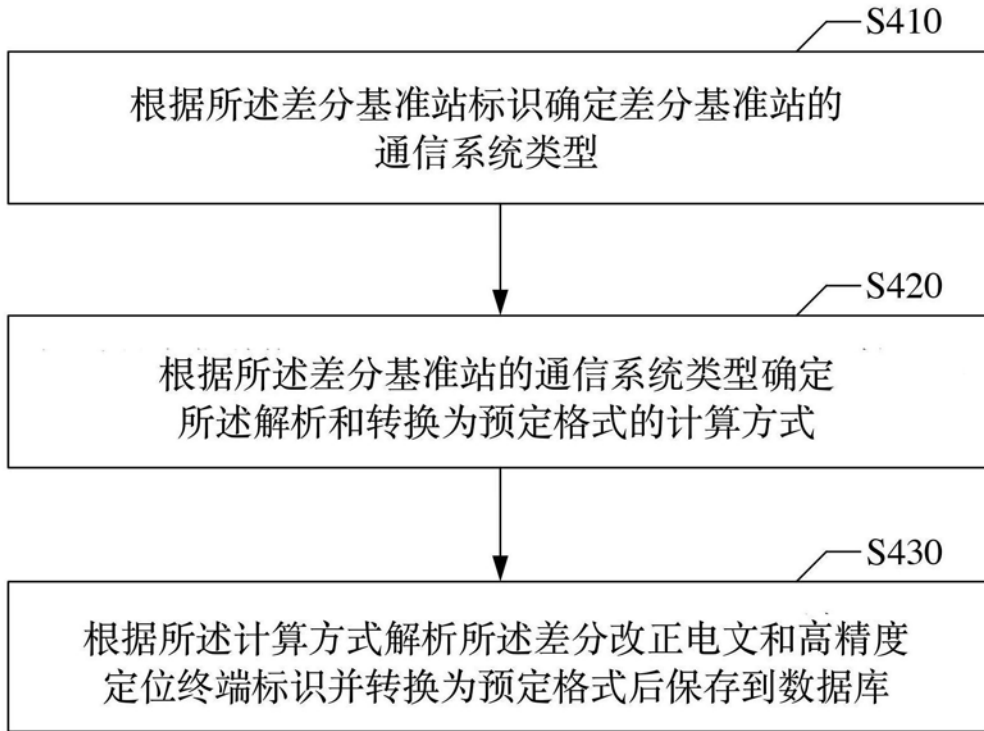 S410
根据所述差分基准站标识确定差分基准站的
通信系统类型
S420
根据所述差分基准站的通信系统类型确定
所述解析和转换为预定格式的计算方式
S430
根据所述计算方式解析所述差分改正电文和高精度
定位终端标识并转换为预定格式后保存到数据库